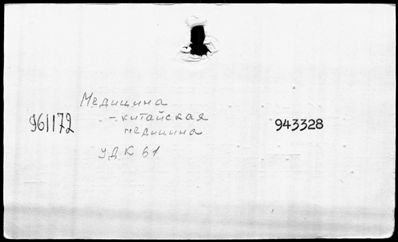 Медицина
961172 - китайская 943328
медицина
УДК 61